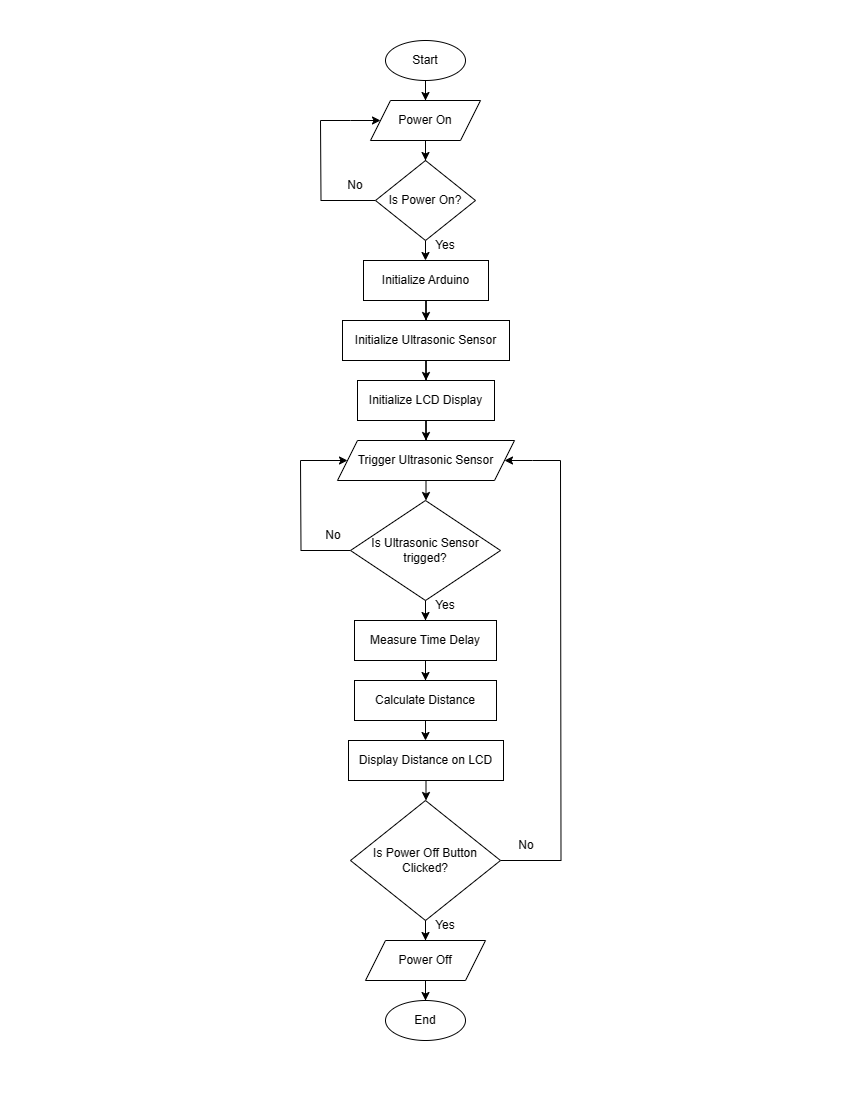 Start
Power On
No
Is Power On?
Yes
Initialize Arduino
Initialize Ultrasonic Sensor
Initialize LCD Display
Trigger Ultrasonic Sensor
No
Is Ultrasonic Sensor
trigged?
Yes
Measure Time Delay
Calculate Distance
Display Distance on LCD
No
Is Power Off Button
Clicked?
Yes
Power Off
End